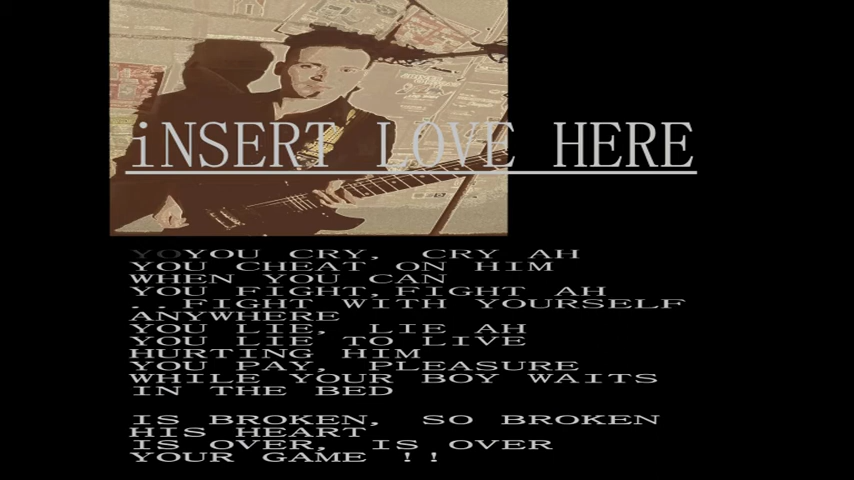 iNSERT LOVE HERE
YOYOU CRY, CRY AH
YOU CHEAT ON HIM
WHEN YOU CAN
YOU FIGHT,FIGHT AH
..FIGHT WITH YOURSELF
ANYWHERE
YOU LIE, LIE AH
YOU LIE TO LIVE
HURTING HIM
YOU PAY, PLEASURE
WHILE YOUR BOY WAITS
IN THE BED
IS BROKEN, SO BROKEN
HIS HEART
IS OVER, IS OVER
YOUR GAME !!